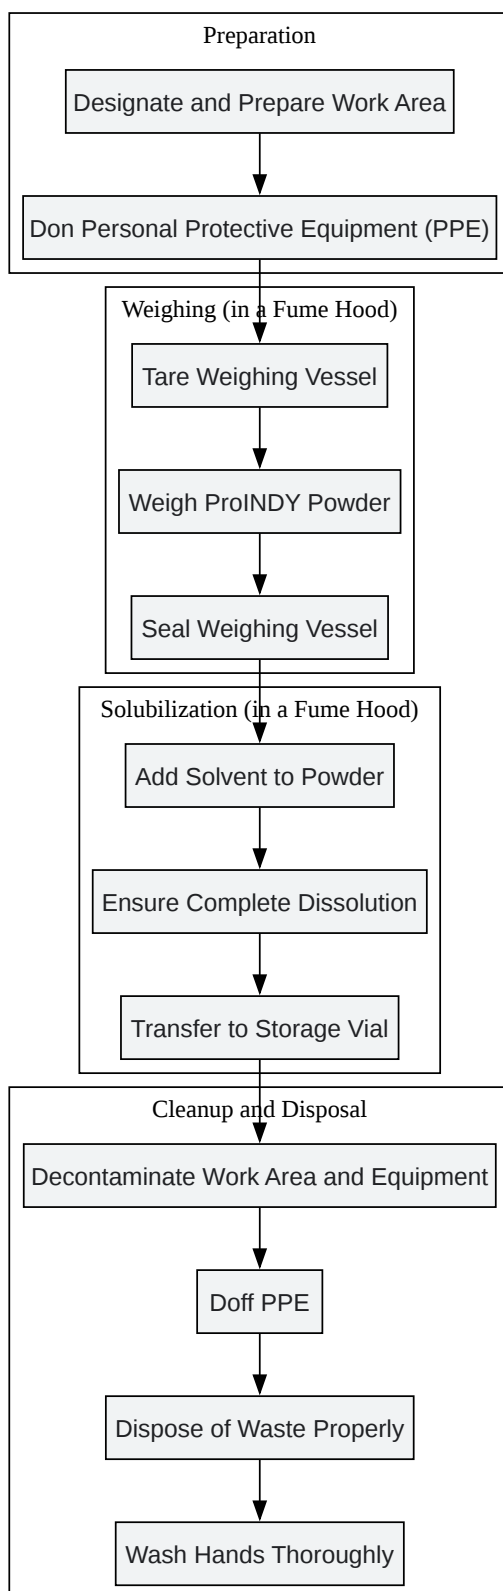 Preparation
Designate and Prepare Work Area
Don Personal Protective Equipment (PPE)
Weighing (in a Fume Hood)
Tare Weighing Vessel
Weigh ProINDY Powder
Seal Weighing Vessel
Solubilization (in a Fume Hood)
Add Solvent to Powder
Ensure Complete Dissolution
Transfer to Storage Vial
Cleanup and Disposal
Decontaminate Work Area and Equipment
Doff PPE
Dispose of Waste Properly
Wash Hands Thoroughly